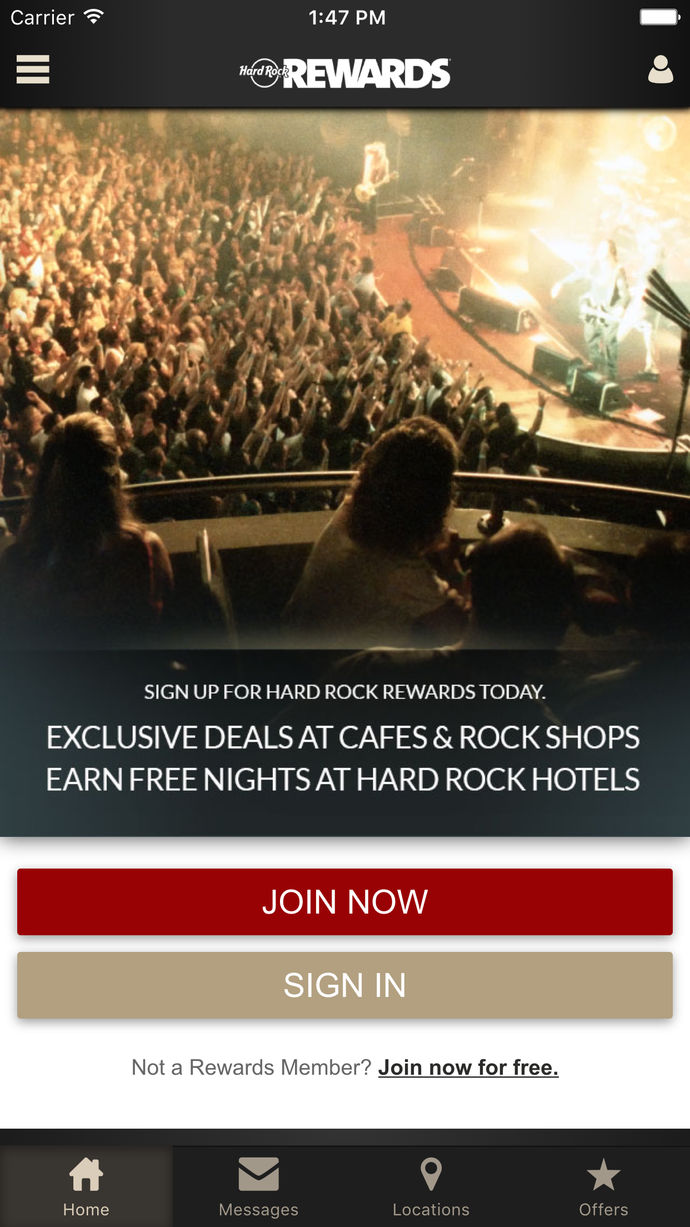 Carrier 1:47 PM
Hard Rock REWARDS
SIGN UP FOR HARD ROCK REWARDS TODAY.
EXCLUSIVE DEALS AT CAFES & ROCK SHOPS
EARN FREE NIGHTS AT HARD ROCK HOTELS
JOIN NOW
SIGN IN
Not a Rewards Member? Join now for free.
Home Messages Locations Offers